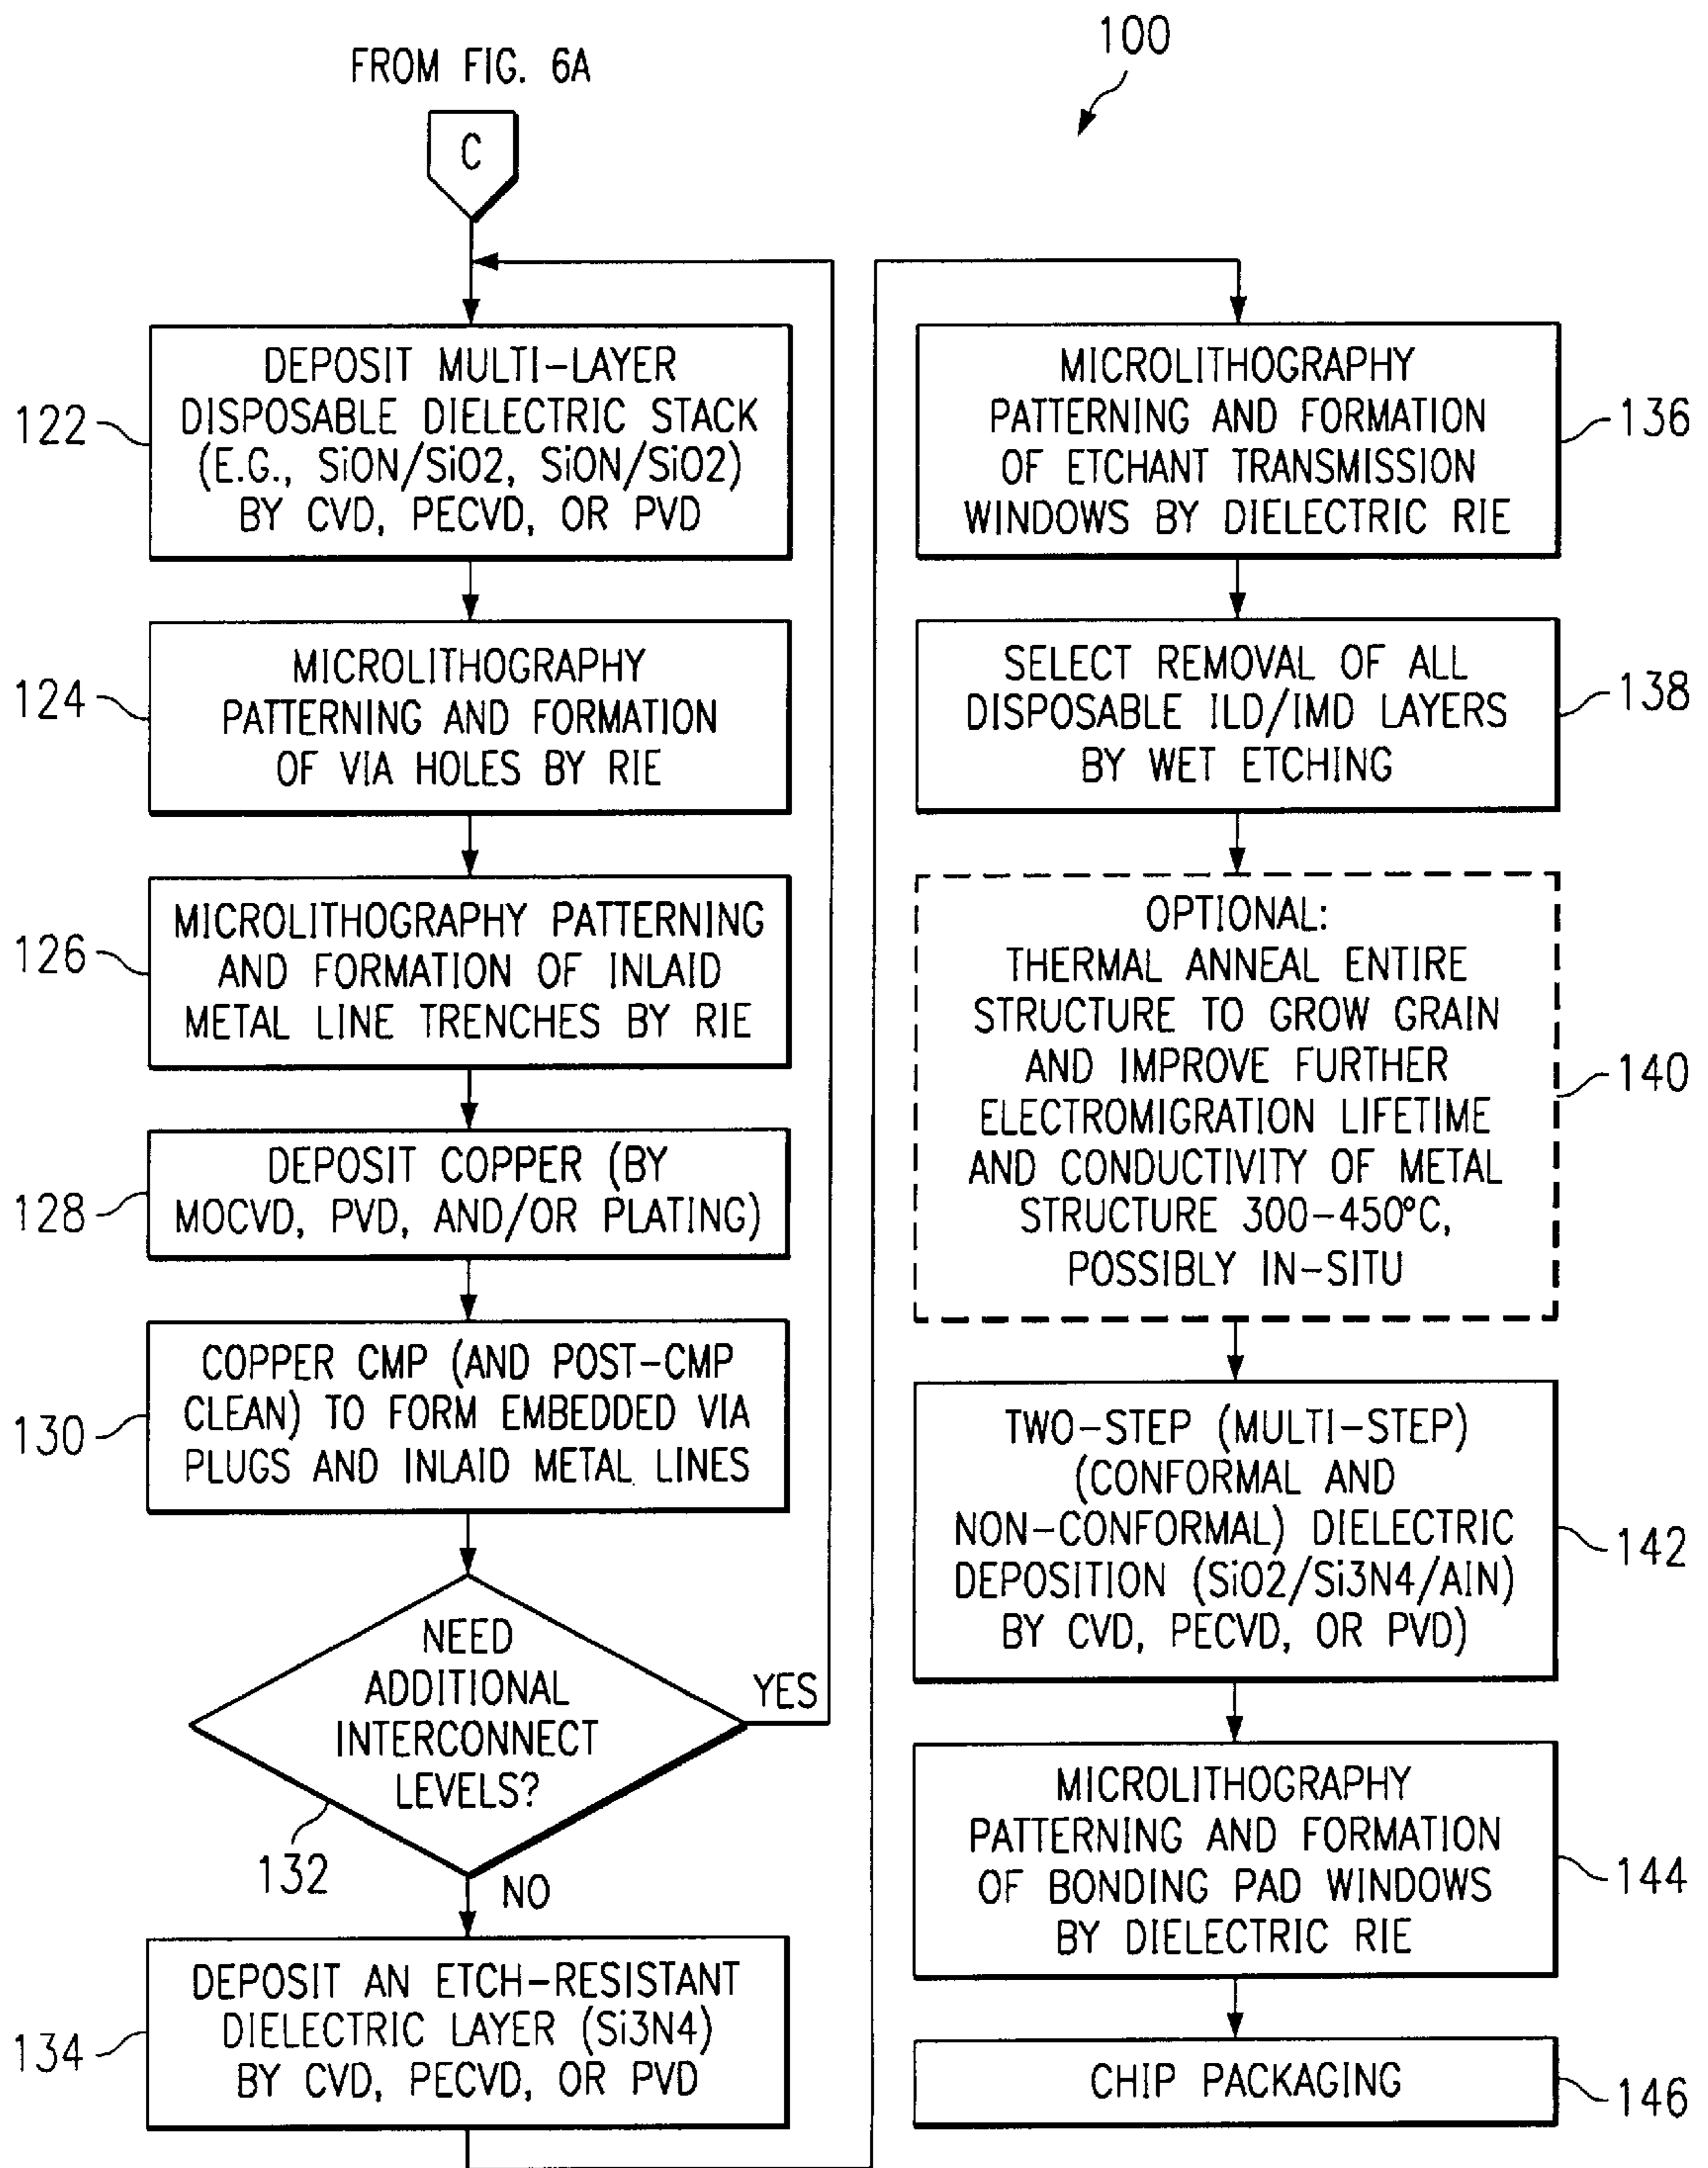 FROM FIG. 6A
100
C
122
DEPOSIT MULTI-LAYER
DISPOSABLE DIELECTRIC STACK
(E.G., SiON/SiO2, SiON/SiO2)
BY CVD, PECVD, OR PVD
124
MICROLITHOGRAPHY
PATTERNING AND FORMATION
OF VIA HOLES BY RIE
126
MICROLITHOGRAPHY PATTERNING
AND FORMATION OF INLAID
METAL LINE TRENCHES BY RIE
128
DEPOSIT COPPER (BY
MOCVD, PVD, AND/OR PLATING)
130
COPPER CMP (AND POST-CMP
CLEAN) TO FORM EMBEDDED VIA
PLUGS AND INLAID METAL LINES
NEED
ADDITIONAL
INTERCONNECT
LEVELS?
YES
132
NO
134
DEPOSIT AN ETCH-RESISTANT
DIELECTRIC LAYER (Si3N4)
BY CVD, PECVD, OR PVD
MICROLITHOGRAPHY
PATTERNING AND FORMATION
OF ETCHANT TRANSMISSION
WINDOWS BY DIELECTRIC RIE
136
SELECT REMOVAL OF ALL
DISPOSABLE ILD/IMD LAYERS
BY WET ETCHING
138
OPTIONAL:
THERMAL ANNEAL ENTIRE
STRUCTURE TO GROW GRAIN
AND IMPROVE FURTHER
ELECTROMIGRATION LIFETIME
AND CONDUCTIVITY OF METAL
STRUCTURE 300-450°C,
POSSIBLY IN-SITU
140
TWO-STEP (MULTI-STEP)
(CONFORMAL AND
NON-CONFORMAL) DIELECTRIC
DEPOSITION (SiO2/Si3N4/AlN)
BY CVD, PECVD, OR PVD)
142
MICROLITHOGRAPHY
PATTERNING AND FORMATION
OF BONDING PAD WINDOWS
BY DIELECTRIC RIE
144
CHIP PACKAGING
146